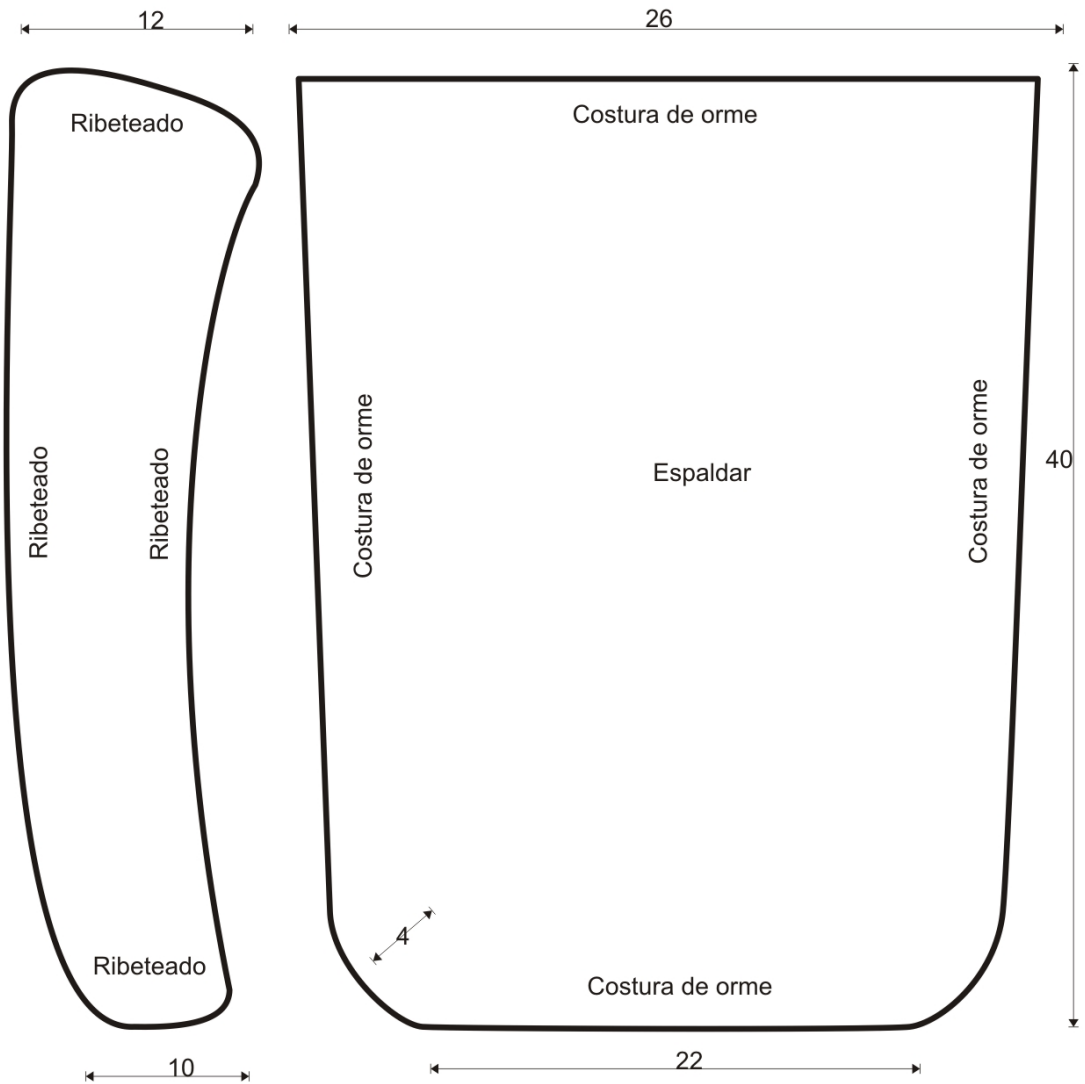 12
26
Ribeteado
Costura de orme
Ribeteado
Ribeteado
Costura de orme
Espaldar
Costura de orme
40
4
Ribeteado
Costura de orme
10
22